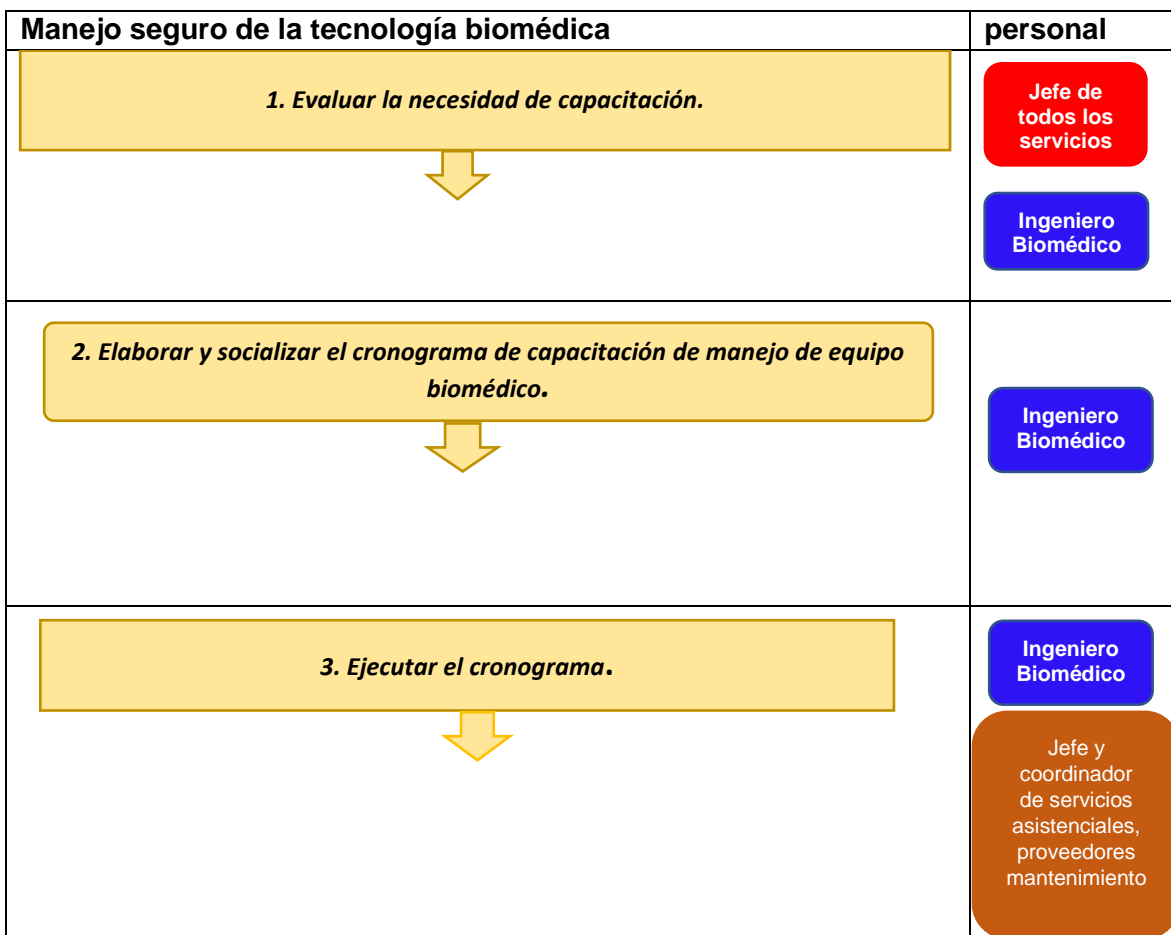 Manejo seguro de la tecnología biomédica
personal
1. Evaluar la necesidad de capacitación.
Jefe de
todos los
servicios
Ingeniero
Biomédico
2. Elaborar y socializar el cronograma de capacitación de manejo de equipo
biomédico.
Ingeniero
Biomédico
3. Ejecutar el cronograma.
Ingeniero
Biomédico
Jefe y
coordinador
de servicios
asistenciales,
proveedores
mantenimiento